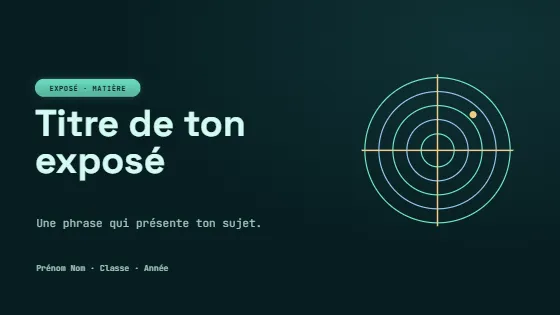 EXPOSÉ · MATIÈRE
Titre de ton
exposé
Une phrase qui présente ton sujet.
Prénom Nom · Classe · Année